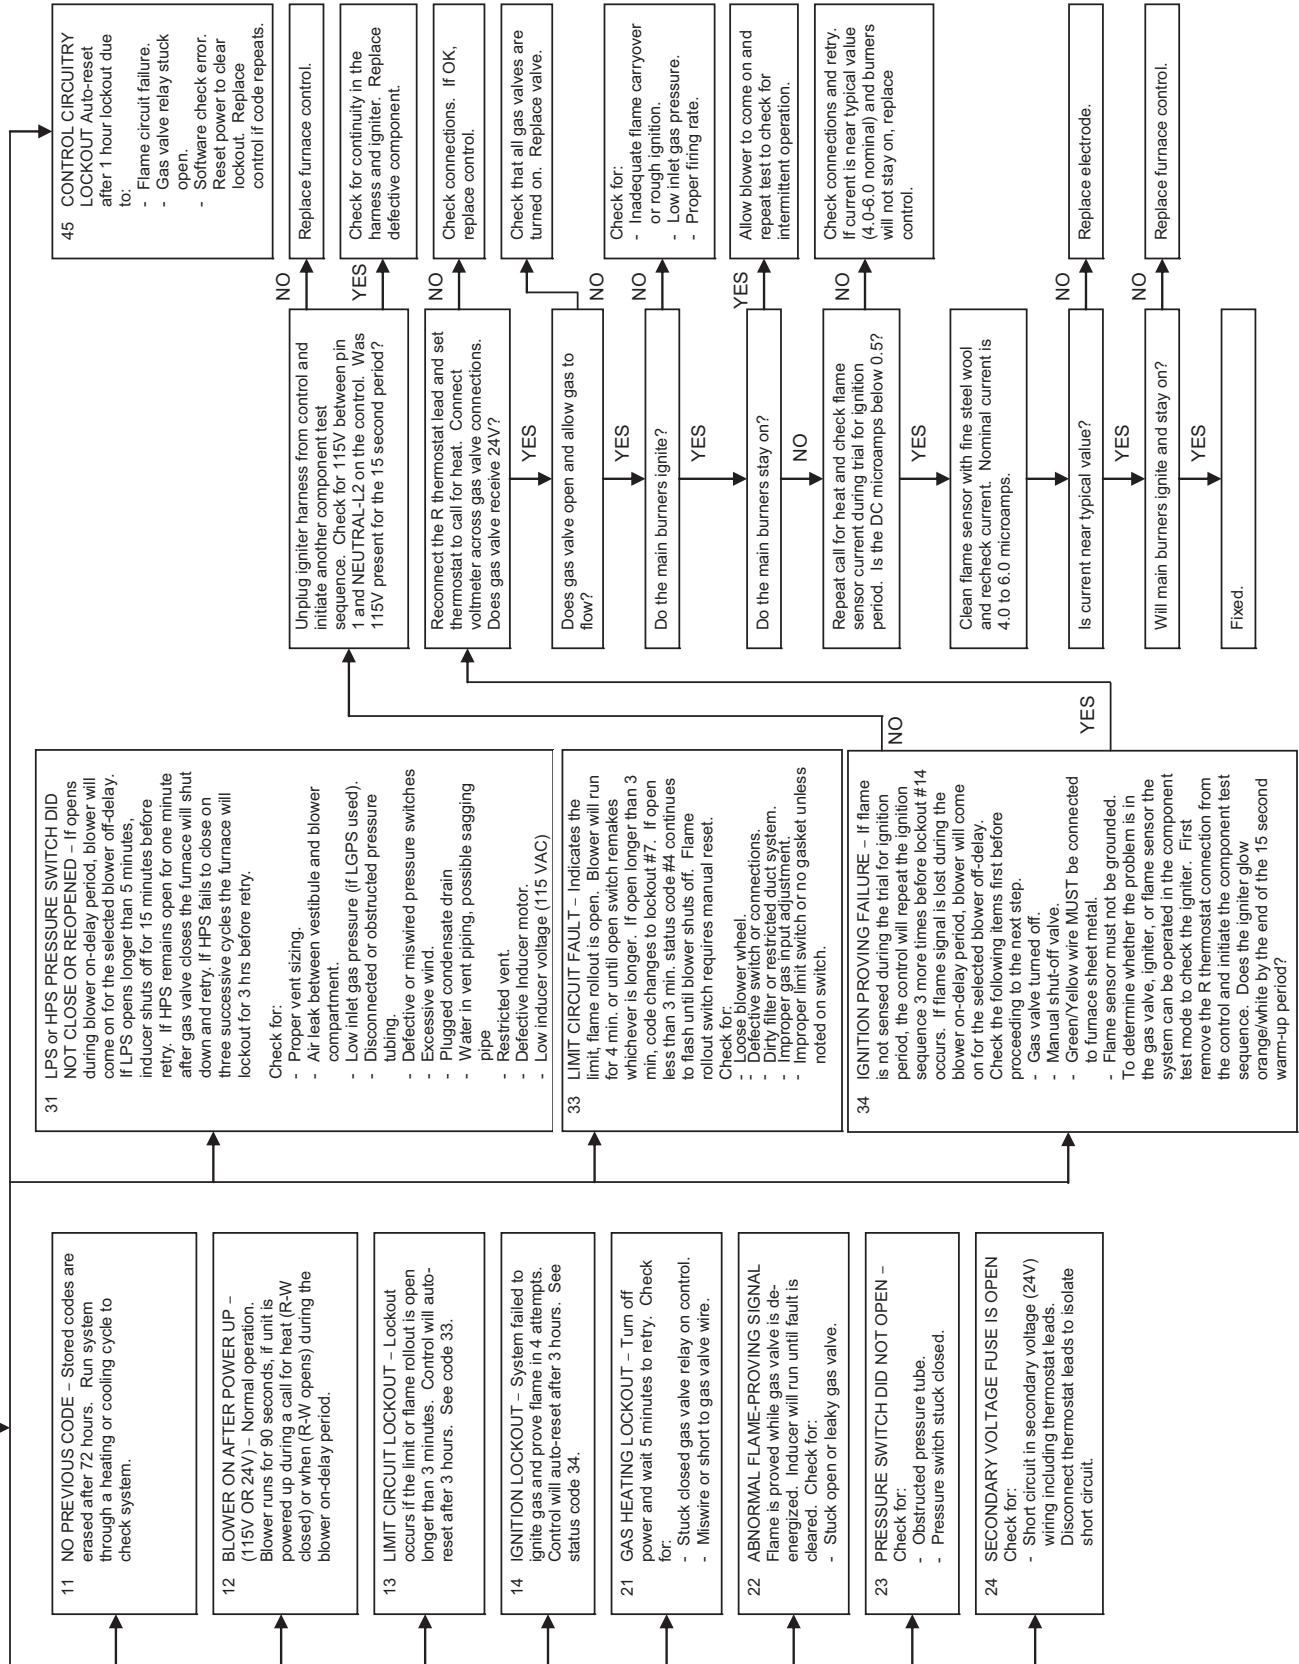 11 NO PREVIOUS CODE – Stored codes are
erased after 72 hours. Run system
through a heating or cooling cycle to
check system.
12 BLOWER ON AFTER POWER UP –
(115V OR 24V) – Normal operation.
Blower runs for 90 seconds, if unit is
powered up during a call for heat (R-W
closed) or when (R-W opens) during the
blower on-delay period.
13 LIMIT CIRCUIT LOCKOUT – Lockout
occurs if the limit or flame rollout is open
longer than 3 minutes. Control will auto-
reset after 3 hours. See code 33.
14 IGNITION LOCKOUT – System failed to
ignite gas and prove flame in 4 attempts.
Control will auto-reset after 3 hours. See
status code 34.
21 GAS HEATING LOCKOUT – Turn off
power and wait 5 minutes to retry. Check
for:
- Stuck closed gas valve relay on control.
- Miswire or short to gas valve wire.
22 ABNORMAL FLAME-PROVING SIGNAL
Flame is proved while gas valve is de-
energized. Inducer will run until fault is
cleared. Check for:
- Stuck open or leaky gas valve.
23 PRESSURE SWITCH DID NOT OPEN –
Check for:
- Obstructed pressure tube.
- Pressure switch stuck closed.
24 SECONDARY VOLTAGE FUSE IS OPEN
Check for:
- Short circuit in secondary voltage (24V)
wiring including thermostat leads.
Disconnect thermostat leads to isolate
short circuit.
31 LPS or HPS PRESSURE SWITCH DID
NOT CLOSE OR REOPENED – If opens
during blower on-delay period, blower will
come on for the selected blower off-delay.
If LPS opens longer than 5 minutes,
inducer shuts off for 15 minutes before
retry. If HPS remains open for one minute
after gas valve closes the furnace will shut
down and retry. If HPS fails to close on
three successive cycles the furnace will
lockout for 3 hrs before retry.
Check for:
- Proper vent sizing.
- Air leak between vestibule and blower
compartment.
- Low inlet gas pressure (if LGPS used).
- Disconnected or obstructed pressure
tubing.
- Defective or miswired pressure switches
- Excessive wind.
- Plugged condensate drain
- Water in vent piping, possible sagging
pipe
- Restricted vent.
- Defective Inducer motor.
- Low inducer voltage (115 VAC)
33 LIMIT CIRCUIT FAULT – Indicates the
limit, flame rollout is open. Blower will run
for 4 min. or until open switch remakes
whichever is longer. If open longer than 3
min, code changes to lockout #7. If open
less than 3 min. status code #4 continues
to flash until blower shuts off. Flame
rollout switch requires manual reset.
Check for:
- Loose blower wheel.
- Defective switch or connections.
- Dirty filter or restricted duct system.
- Improper gas input adjustment.
- Improper limit switch or no gasket unless
noted on switch.
34 IGNITION PROVING FAILURE – If flame
is not sensed during the trial for ignition
period, the control will repeat the ignition
sequence 3 more times before lockout #14
occurs. If flame signal is lost during the
blower on-delay period, blower will come
on for the selected blower off-delay.
Check the following items first before
proceeding to the next step.
- Gas valve turned off.
- Manual shut-off valve.
- Green/Yellow wire MUST be connected
to furnace sheet metal.
- Flame sensor must not be grounded.
To determine whether the problem is in
the gas valve, igniter, or flame sensor the
system can be operated in the component
test mode to check the igniter. First
remove the R thermostat connection from
the control and initiate the component test
sequence. Does the igniter glow
orange/white by the end of the 15 second
warm-up period?
NO
YES
45 CONTROL CIRCUITRY
LOCKOUT Auto-reset
after 1 hour lockout due
to:
- Flame circuit failure.
- Gas valve relay stuck
open.
- Software check error.
Reset power to clear
lockout. Replace
control if code repeats.
Unplug igniter harness from control and
initiate another component test
sequence. Check for 115V between pin
1 and NEUTRAL-L2 on the control. Was
115V present for the 15 second period?
NO
Replace furnace control.
YES
Check for continuity in the
harness and igniter. Replace
defective component.
Reconnect the R thermostat lead and set
thermostat to call for heat. Connect
voltmeter across gas valve connections.
Does gas valve receive 24V?
NO
Check connections. If OK,
replace control.
YES
Does gas valve open and allow gas to
flow?
NO
Check that all gas valves are
turned on. Replace valve.
YES
Do the main burners ignite?
NO
Check for:
- Inadequate flame carryover
or rough ignition.
- Low inlet gas pressure.
- Proper firing rate.
YES
Do the main burners stay on?
YES
Allow blower to come on and
repeat test to check for
intermittent operation.
NO
Repeat call for heat and check flame
sensor current during trial for ignition
period. Is the DC microamps below 0.5?
NO
Check connections and retry.
If current is near typical value
(4.0-6.0 nominal) and burners
will not stay on, replace
control.
YES
Clean flame sensor with fine steel wool
and recheck current. Nominal current is
4.0 to 6.0 microamps.
Is current near typical value?
NO
Replace electrode.
YES
Will main burners ignite and stay on?
NO
Replace furnace control.
YES
Fixed.